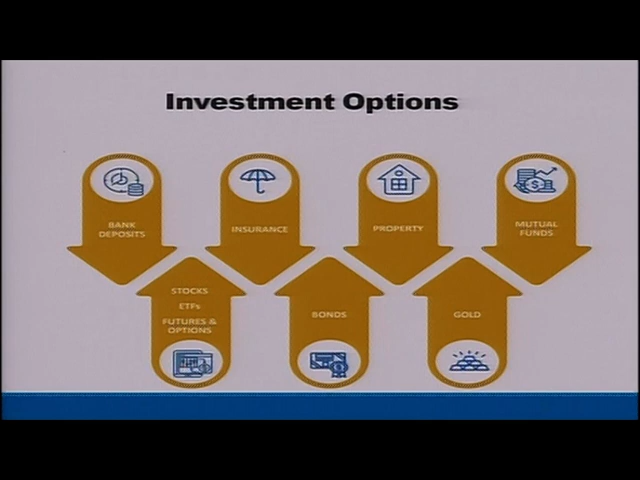 Investment Options
BANK
DEPOSITS
INSURANCE
PROPERTY
MUTUAL
FUNDS
STOCKS
ETFs
FUTURES &
OPTIONS
BONDS
GOLD